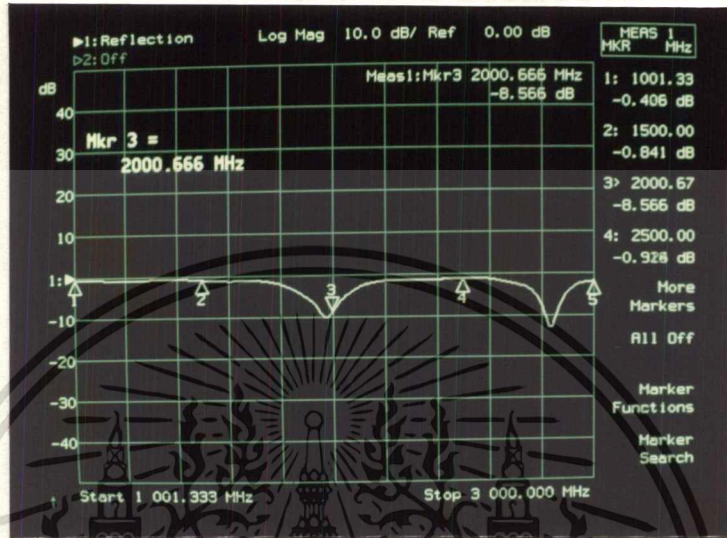 ▶1:Reflection Log Mag 10.0 dB/ Ref 0.00 dB
▷2:Off
MEAS 1
MKR MHz
dB
Meas1:Mkr3 2000.666 MHz
-8.566 dB
Mkr 3 =
2000.666 MHz
1: 1001.33
-0.406 dB
2: 1500.00
-0.841 dB
3> 2000.67
-8.566 dB
4: 2500.00
-0.926 dB
More
Markers
All Off
Marker
Functions
Marker
Search
40
30
20
10
1:▶
-10
-20
-30
-40
1
2
3
4
5
Start 1 001.333 MHz Stop 3 000.000 MHz